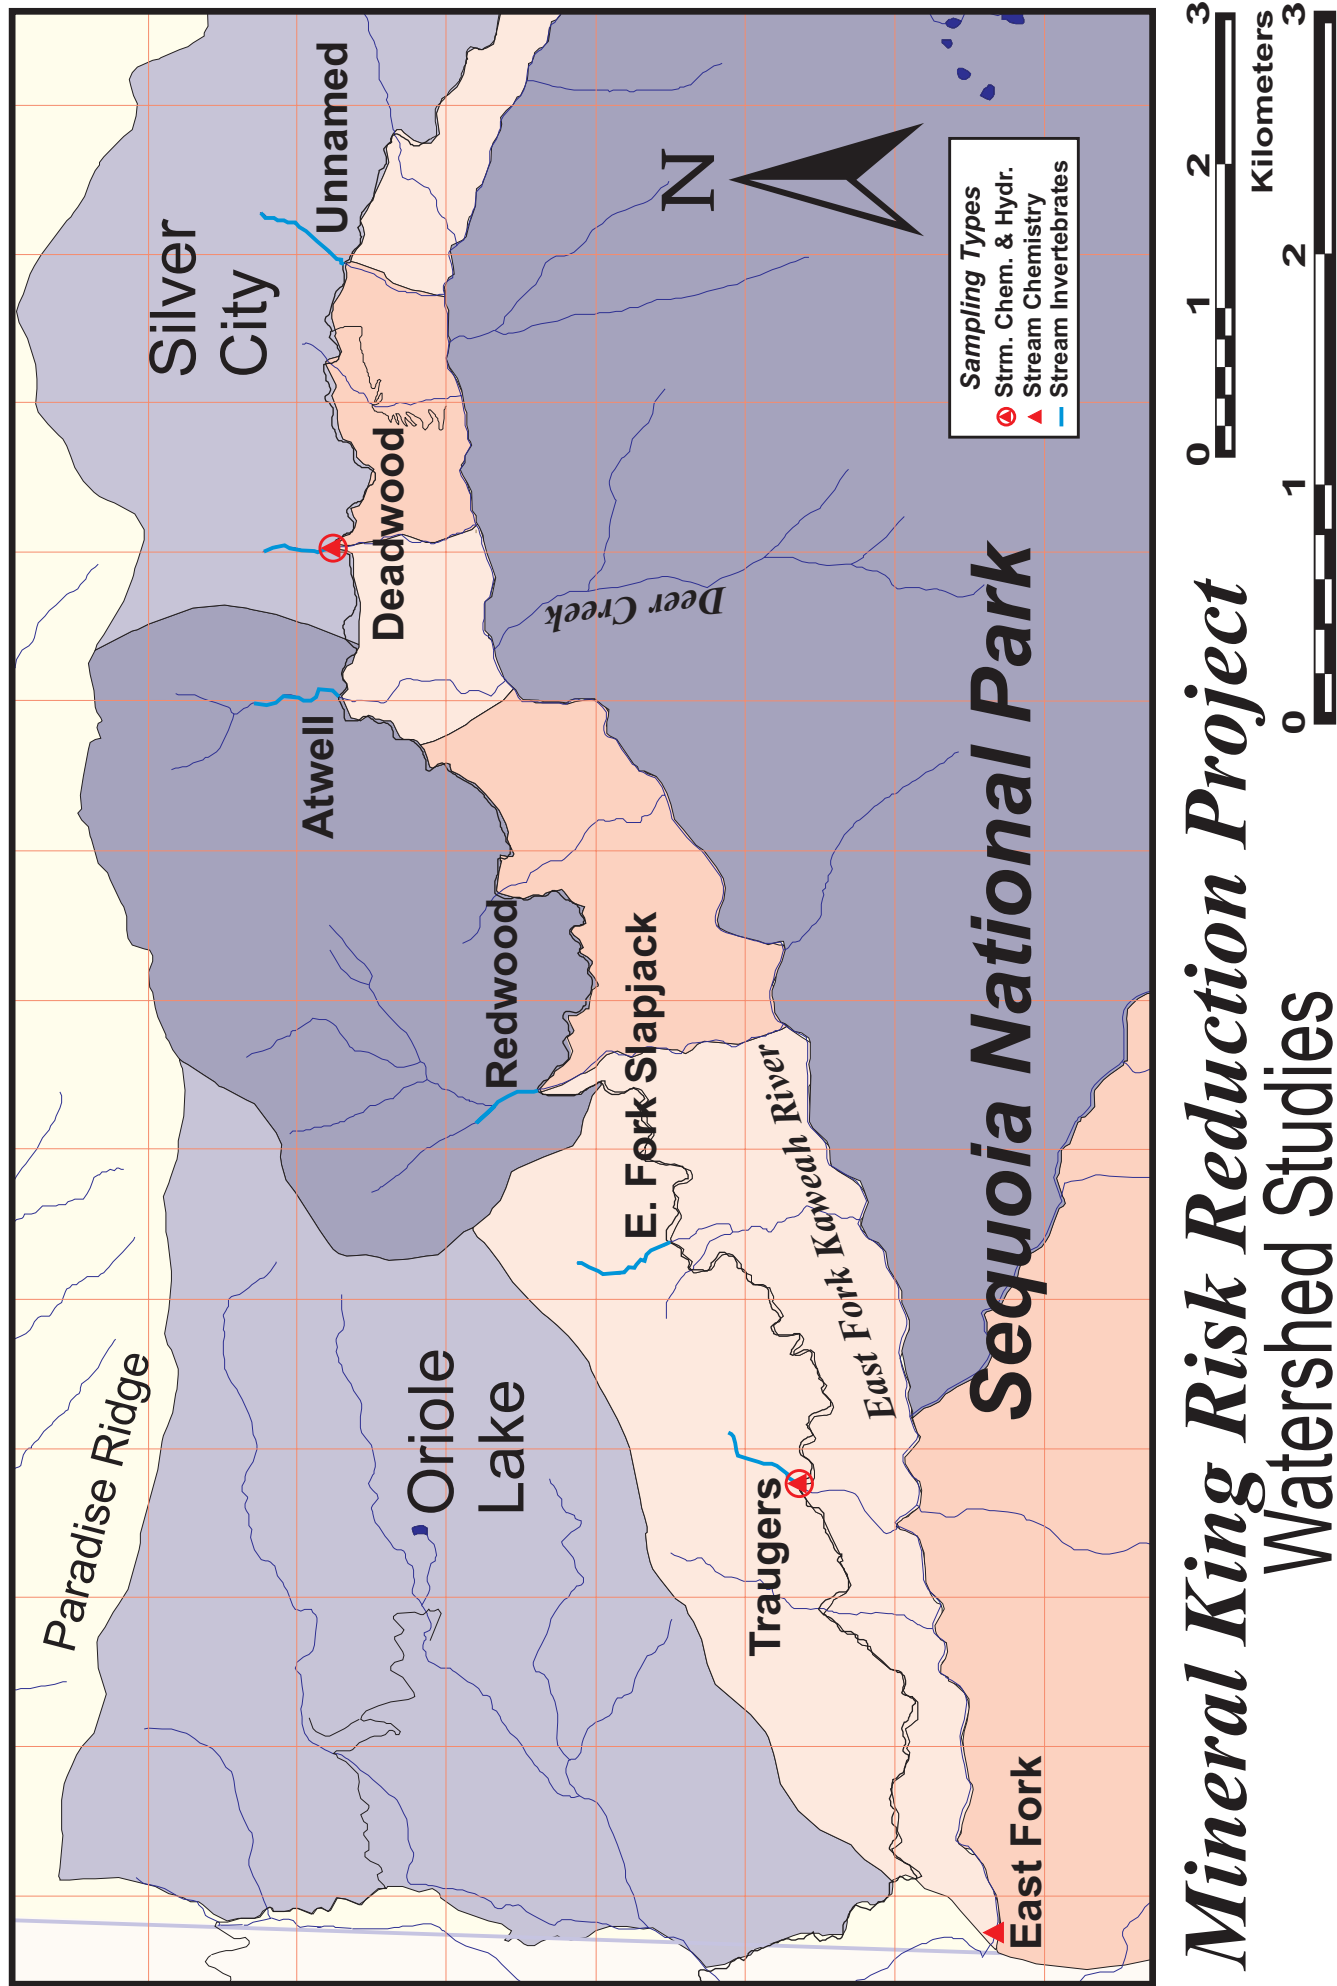 Paradise Ridge
Silver
City
Unnamed
Oriole
Lake
Atwell
Deadwood
Redwood
E. Fork Slapjack
Deer Creek
N
Traugers
East Fork Kaweah River
Sequoia National Park
East Fork
Sampling Types
Strm. Chem. & Hydr.
Stream Chemistry
Stream Invertebrates
Mineral King Risk Reduction Project
Watershed Studies
0 1 2 3
Kilometers
0 1 2 3